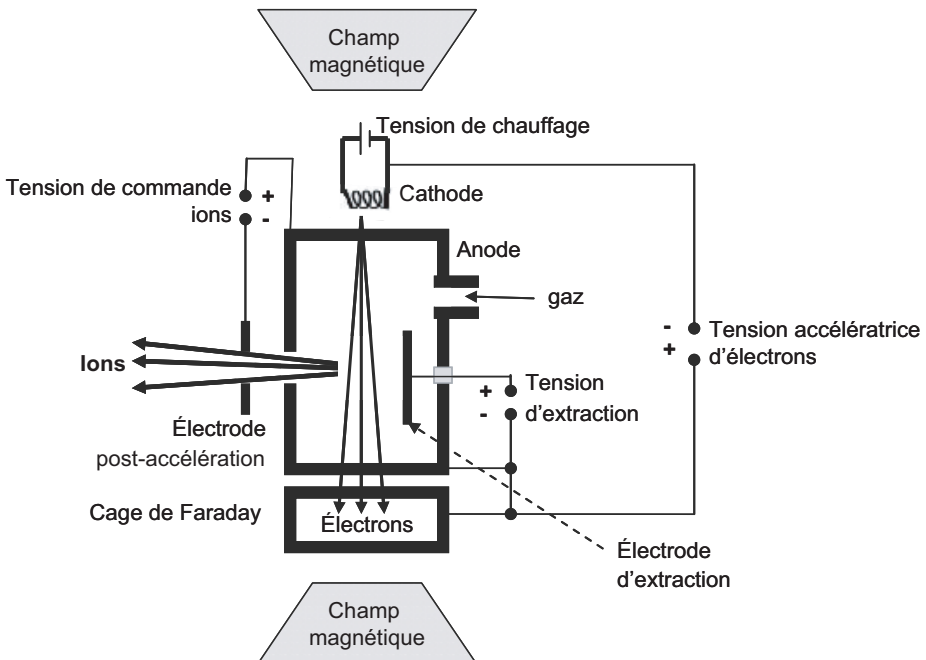 Champ
magnétique
Tension de chauffage
Tension de commande
ions
+
-
Cathode
Anode
gaz
-
+
Tension accélératrice
d’électrons
Ions
+
-
Tension
d’extraction
Électrode
post-accélération
Cage de Faraday
Électrons
Électrode
d’extraction
Champ
magnétique